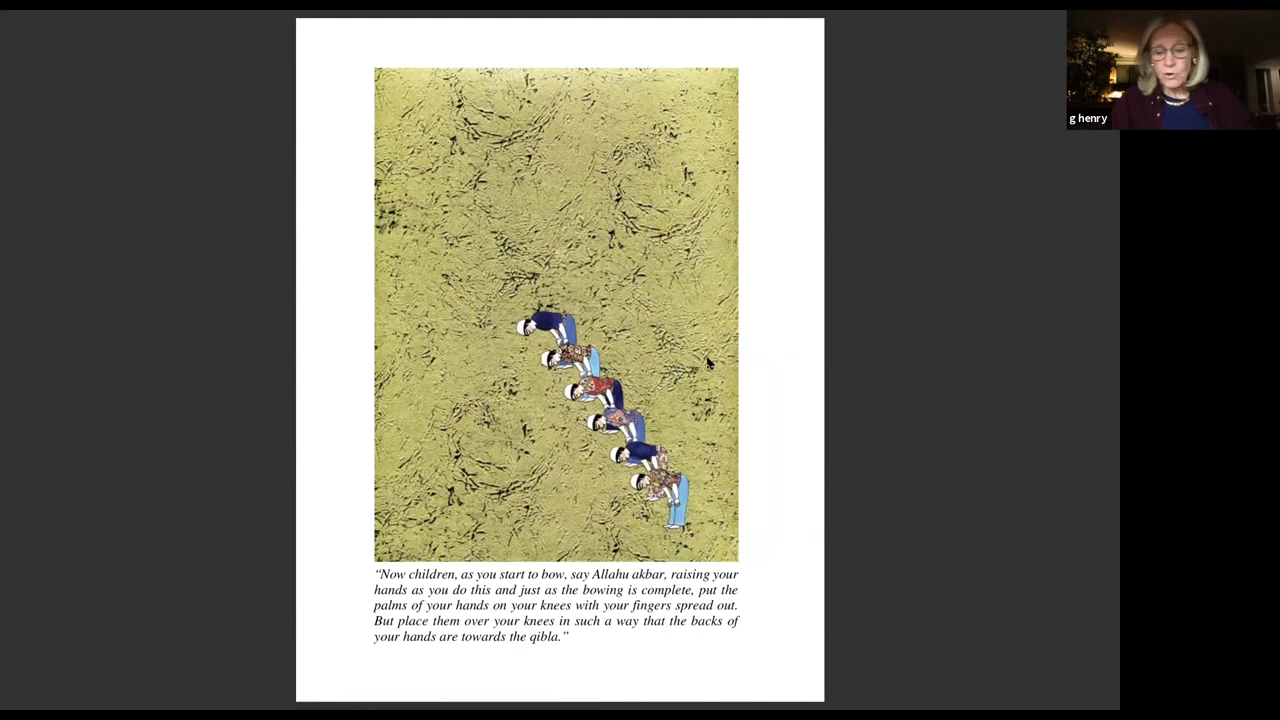 g henry
“Now children, as you start to bow, say Allahu akbar, raising your
hands as you do this and just as the bowing is complete, put the
palms of your hands on your knees with your fingers spread out.
But place them over your knees in such a way that the backs of
your hands are towards the qibla.”